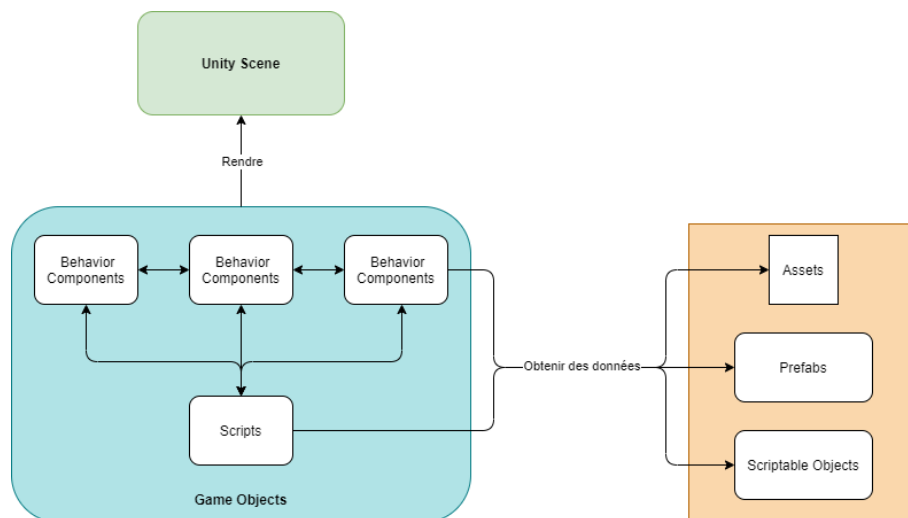 Unity Scene
Rendre
Behavior
Components
Behavior
Components
Behavior
Components
Assets
Obtenir des données
Prefabs
Scripts
Scriptable Objects
Game Objects